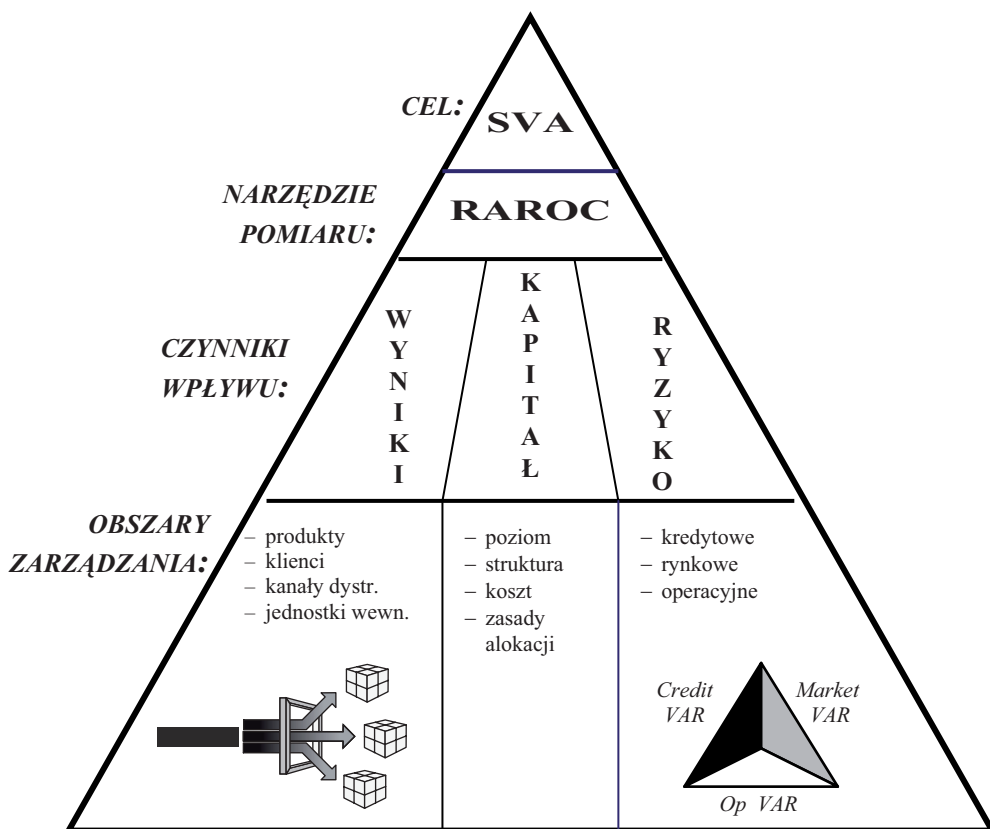 CEL:
SVA
NARZĘDZIE
POMIARU:
RAROC
CZYNNIKI
WPŁYWU:
WYNIKI
KAPITAŁ
RYZYKO
OBSZARY
ZARZĄDZANIA:
– produkty
– klienci
– kanały dystr.
– jednostki wewn.
– poziom
– struktura
– koszt
– zasady
alokacji
– kredytowe
– rynkowe
– operacyjne
Credit
VAR
Market
VAR
Op VAR